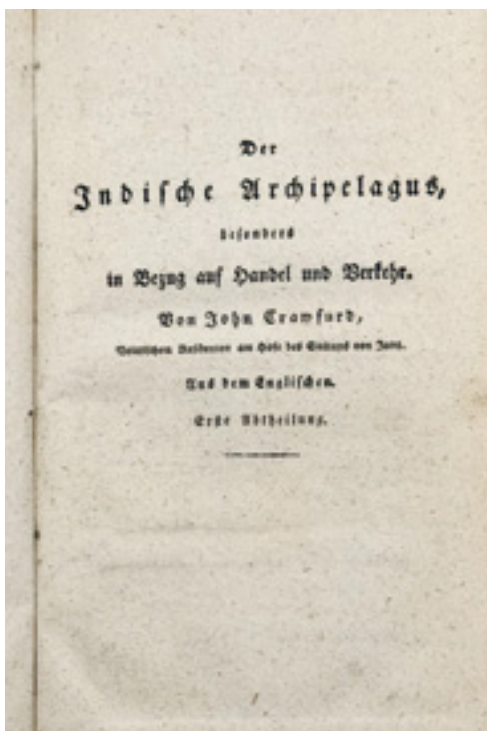 Der
Indische Archipelagus,
besonders
in Bezug auf Handel und Verkehr.
Von John Crawfurd,
Residenten am Hofe des Sultans von Java.
Aus dem Englischen.
Erste Abtheilung.